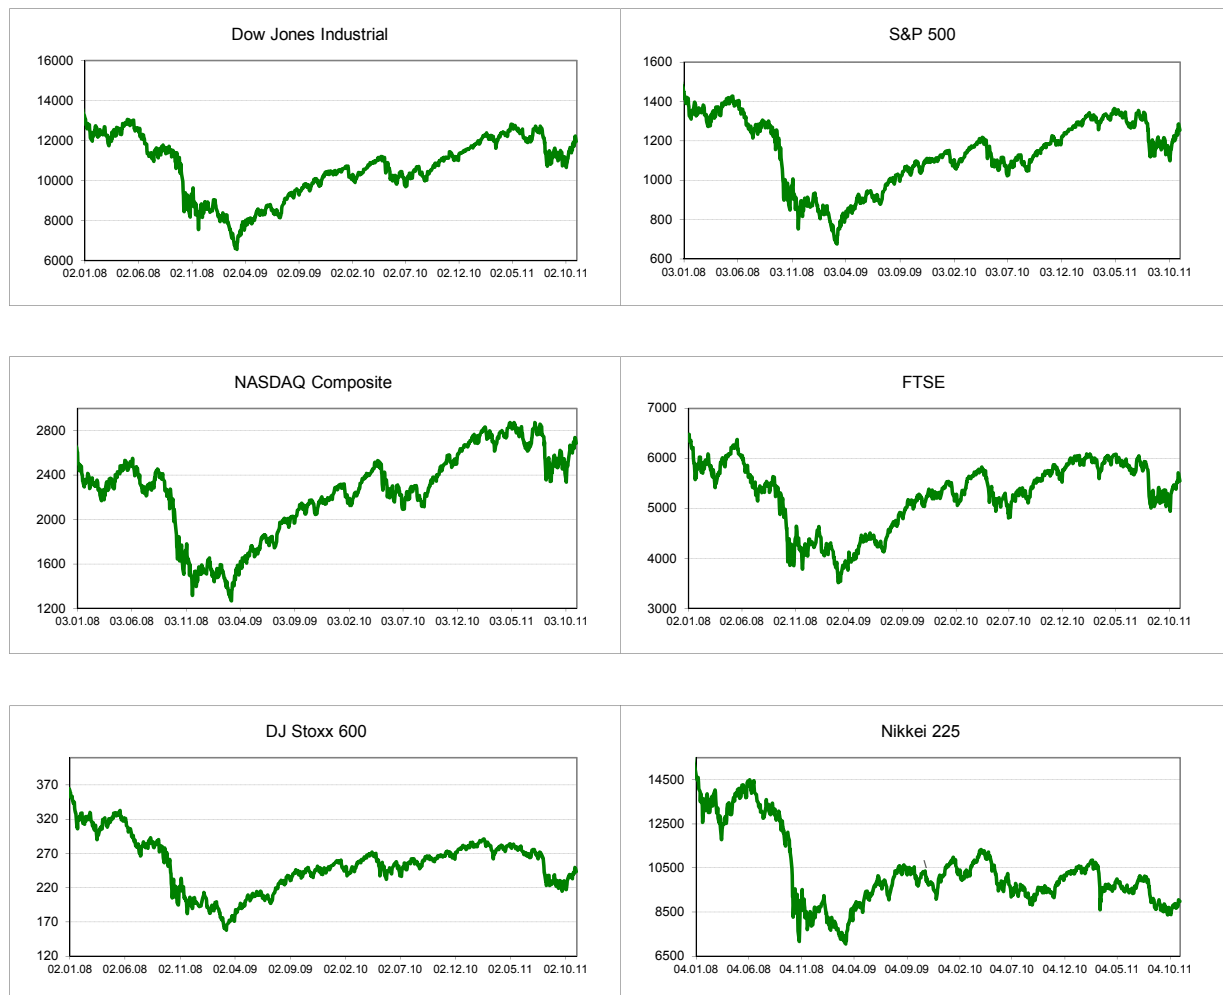 Dow Jones Industrial
16000
14000
12000
10000
8000
6000
02.01.08 02.06.08 02.11.08 02.04.09 02.09.09 02.02.10 02.07.10 02.12.10 02.05.11 02.10.11
S&P 500
1600
1400
1200
1000
800
600
03.01.08 03.06.08 03.11.08 03.04.09 03.09.09 03.02.10 03.07.10 03.12.10 03.05.11 03.10.11
NASDAQ Composite
2800
2400
2000
1600
1200
03.01.08 03.06.08 03.11.08 03.04.09 03.09.09 03.02.10 03.07.10 03.12.10 03.05.11 03.10.11
FTSE
7000
6000
5000
4000
3000
02.01.08 02.06.08 02.11.08 02.04.09 02.09.09 02.02.10 02.07.10 02.12.10 02.05.11 02.10.11
DJ Stoxx 600
370
320
270
220
170
120
02.01.08 02.06.08 02.11.08 02.04.09 02.09.09 02.02.10 02.07.10 02.12.10 02.05.11 02.10.11
Nikkei 225
14500
12500
10500
8500
6500
04.01.08 04.06.08 04.11.08 04.04.09 04.09.09 04.02.10 04.07.10 04.12.10 04.05.11 04.10.11